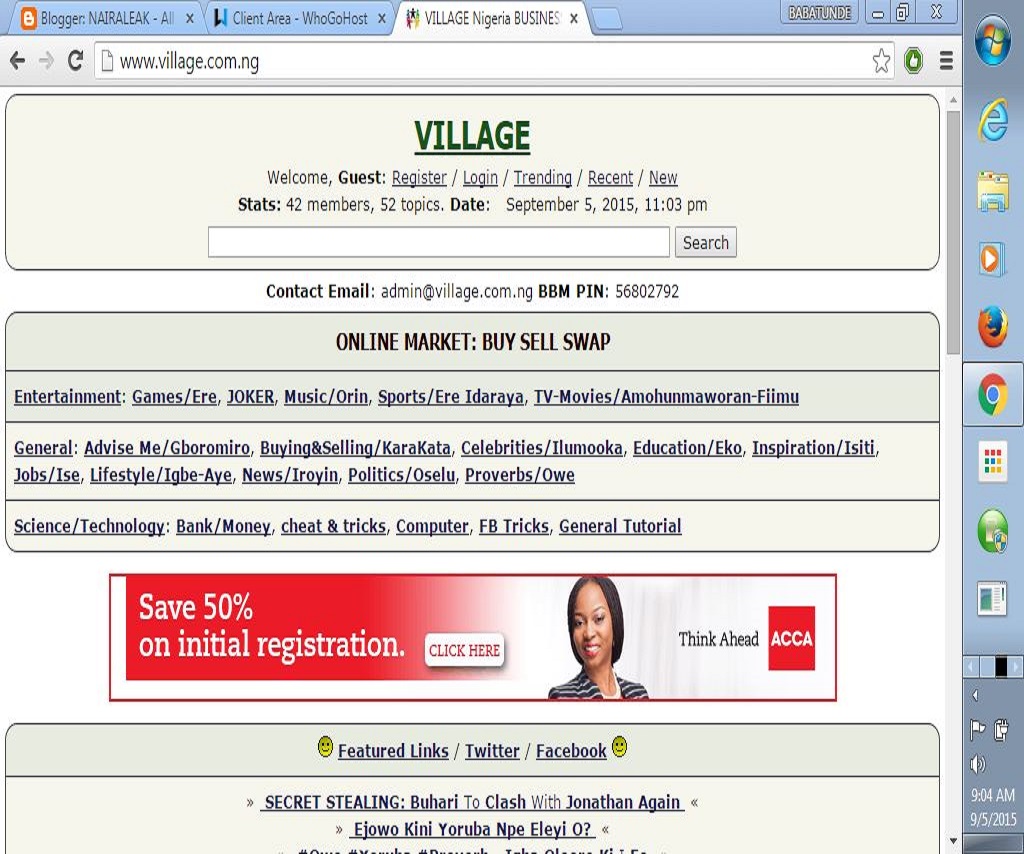 Blogger: NAIRALEAK - All
Client Area - WhoGoHost
VILLAGE Nigeria BUSINES
BABATUNDE
www.village.com.ng
VILLAGE
Welcome, Guest: Register / Login / Trending / Recent / New
Stats: 42 members, 52 topics. Date: September 5, 2015, 11:03 pm
Search
Contact Email: admin@village.com.ng BBM PIN: 56802792
ONLINE MARKET: BUY SELL SWAP
Entertainment: Games/Ere, JOKER, Music/Orin, Sports/Ere Idaraya, TV-Movies/Amohunmaworan-Fiimu
General: Advise Me/Gboromiro, Buying&Selling/KaraKata, Celebrities/Ilumooka, Education/Eko, Inspiration/Isiti,
Jobs/Ise, Lifestyle/Igbe-Aye, News/Iroyin, Politics/Oselu, Proverbs/Owe
Science/Technology: Bank/Money, cheat & tricks, Computer, FB Tricks, General Tutorial
Save 50%
on initial registration.
CLICK HERE
Think Ahead ACCA
Featured Links / Twitter / Facebook
» SECRET STEALING: Buhari To Clash With Jonathan Again «
» Ejowo Kini Yoruba Npe Eleyi O? «
9:04 AM
9/5/2015